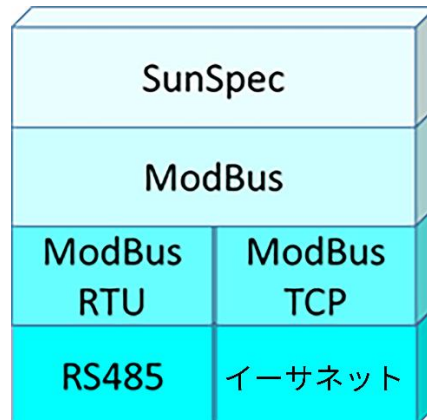 SunSpec
ModBus
ModBus
RTU
ModBus
TCP
RS485
イーサネット